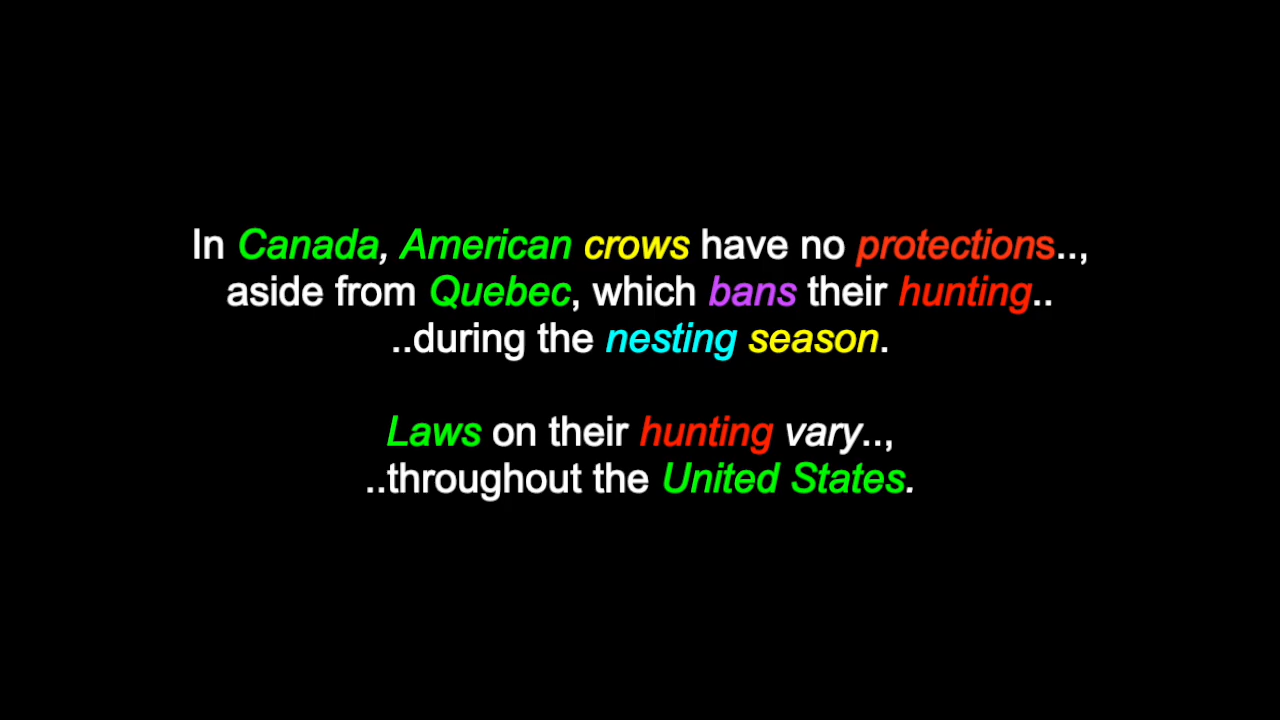 In Canada, American crows have no protections..,
aside from Quebec, which bans their hunting..
..during the nesting season.
Laws on their hunting vary..,
..throughout the United States.